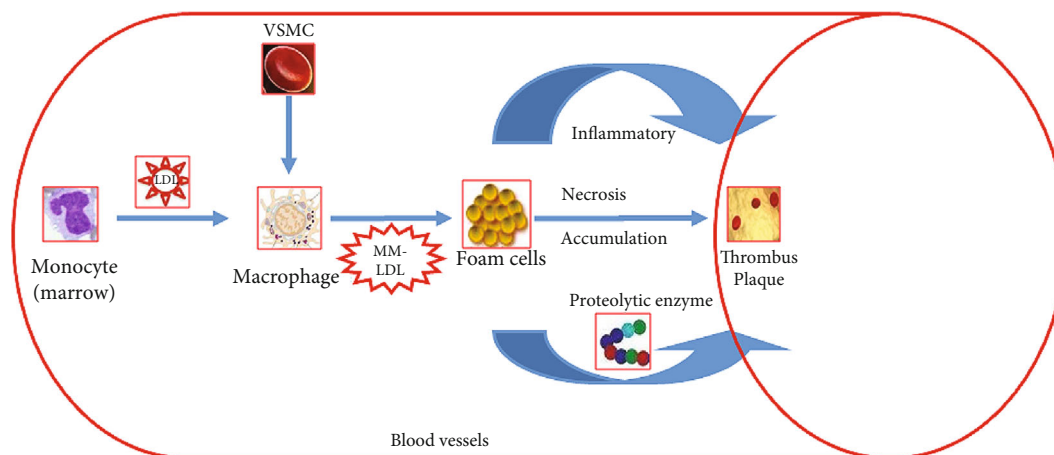 VSMC
Inflammatory
LDL
Necrosis
Monocyte
(marrow)
Macrophage
MM-
LDL
Foam cells
Accumulation
Thrombus
Plaque
Proteolytic enzyme
Blood vessels